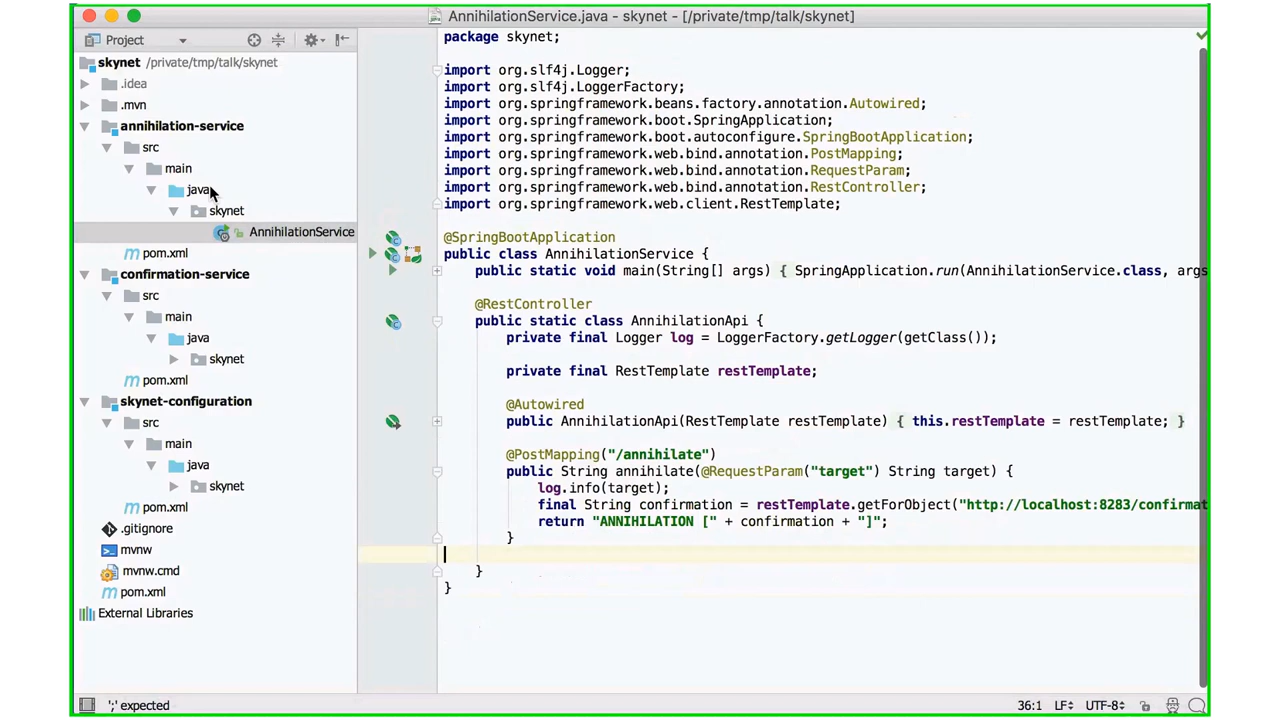 AnnihilationService.java - skynet - [/private/tmp/talk/skynet]
Project
skynet /private/tmp/talk/skynet
.idea
.mvn
annihilation-service
src
main
java
skynet
AnnihilationService
pom.xml
confirmation-service
src
main
java
skynet
pom.xml
skynet-configuration
src
main
java
skynet
pom.xml
.gitignore
mvnw
mvnw.cmd
pom.xml
External Libraries
package skynet;
import org.slf4j.Logger;
import org.slf4j.LoggerFactory;
import org.springframework.beans.factory.annotation.Autowired;
import org.springframework.boot.SpringApplication;
import org.springframework.boot.autoconfigure.SpringBootApplication;
import org.springframework.web.bind.annotation.PostMapping;
import org.springframework.web.bind.annotation.RequestParam;
import org.springframework.web.bind.annotation.RestController;
import org.springframework.web.client.RestTemplate;
@SpringBootApplication
public class AnnihilationService {
public static void main(String[] args) { SpringApplication.run(AnnihilationService.class, args
@RestController
public static class AnnihilationApi {
private final Logger log = LoggerFactory.getLogger(getClass());
private final RestTemplate restTemplate;
@Autowired
public AnnihilationApi(RestTemplate restTemplate) { this.restTemplate = restTemplate; }
@PostMapping("/annihilate")
public String annihilate(@RequestParam("target") String target) {
log.info(target);
final String confirmation = restTemplate.getForObject("http://localhost:8283/confirmat
return "ANNIHILATION [" + confirmation + "]";
}
}
}
';' expected
36:1 LF UTF-8